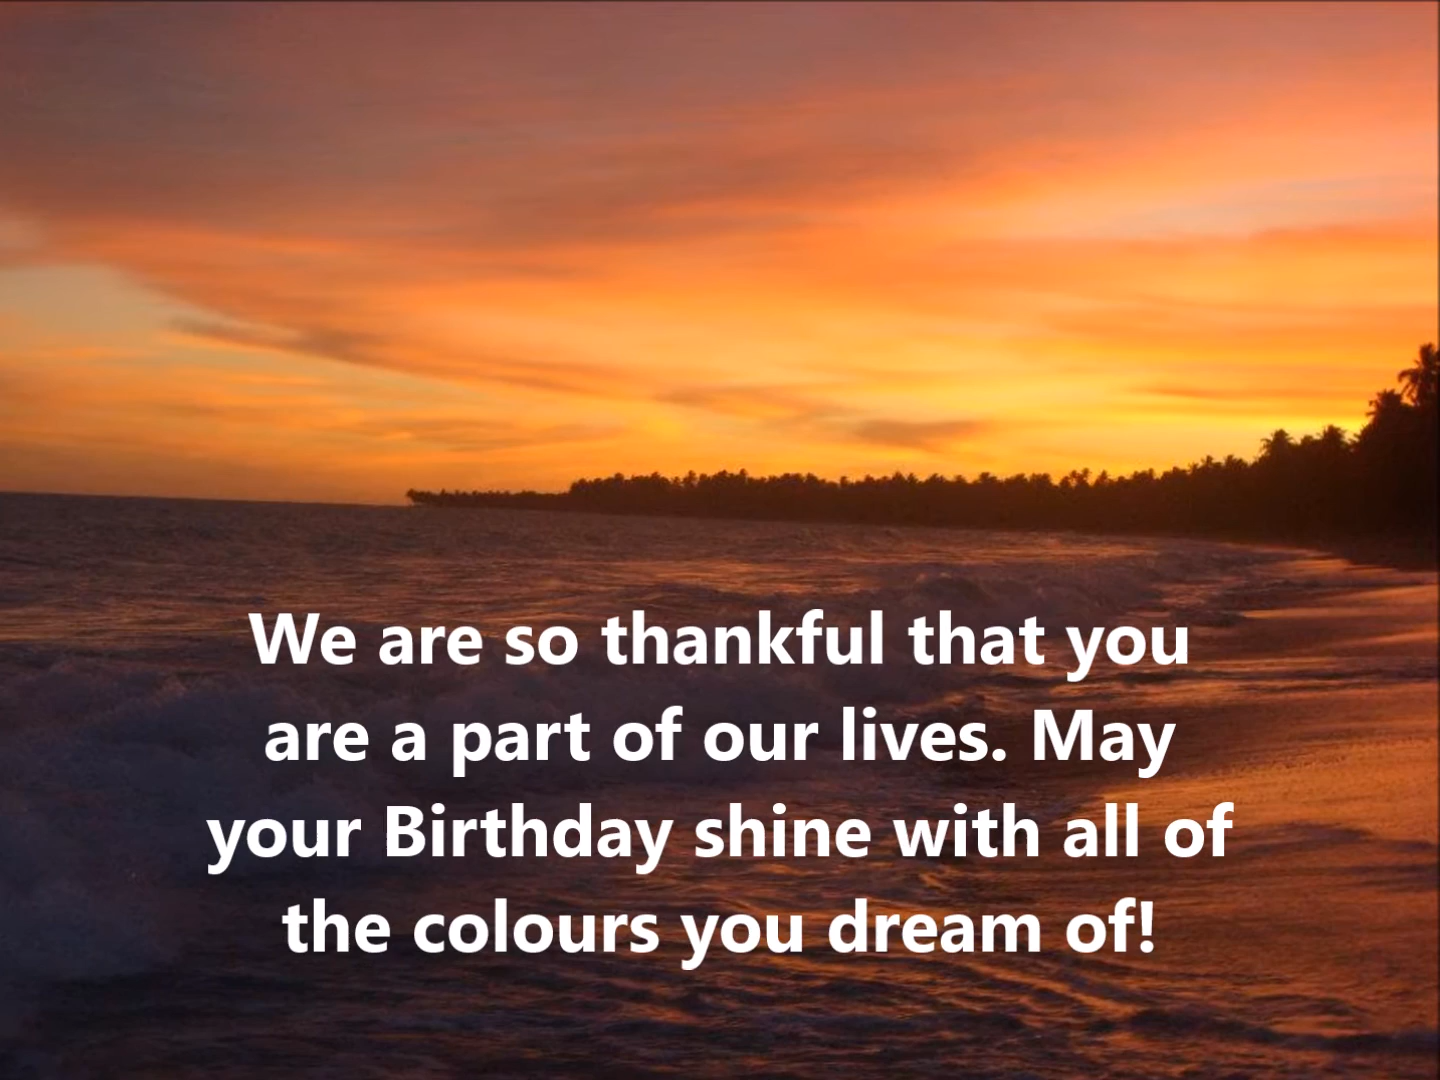 We are so thankful that you
are a part of our lives. May
your Birthday shine with all of
the colours you dream of!